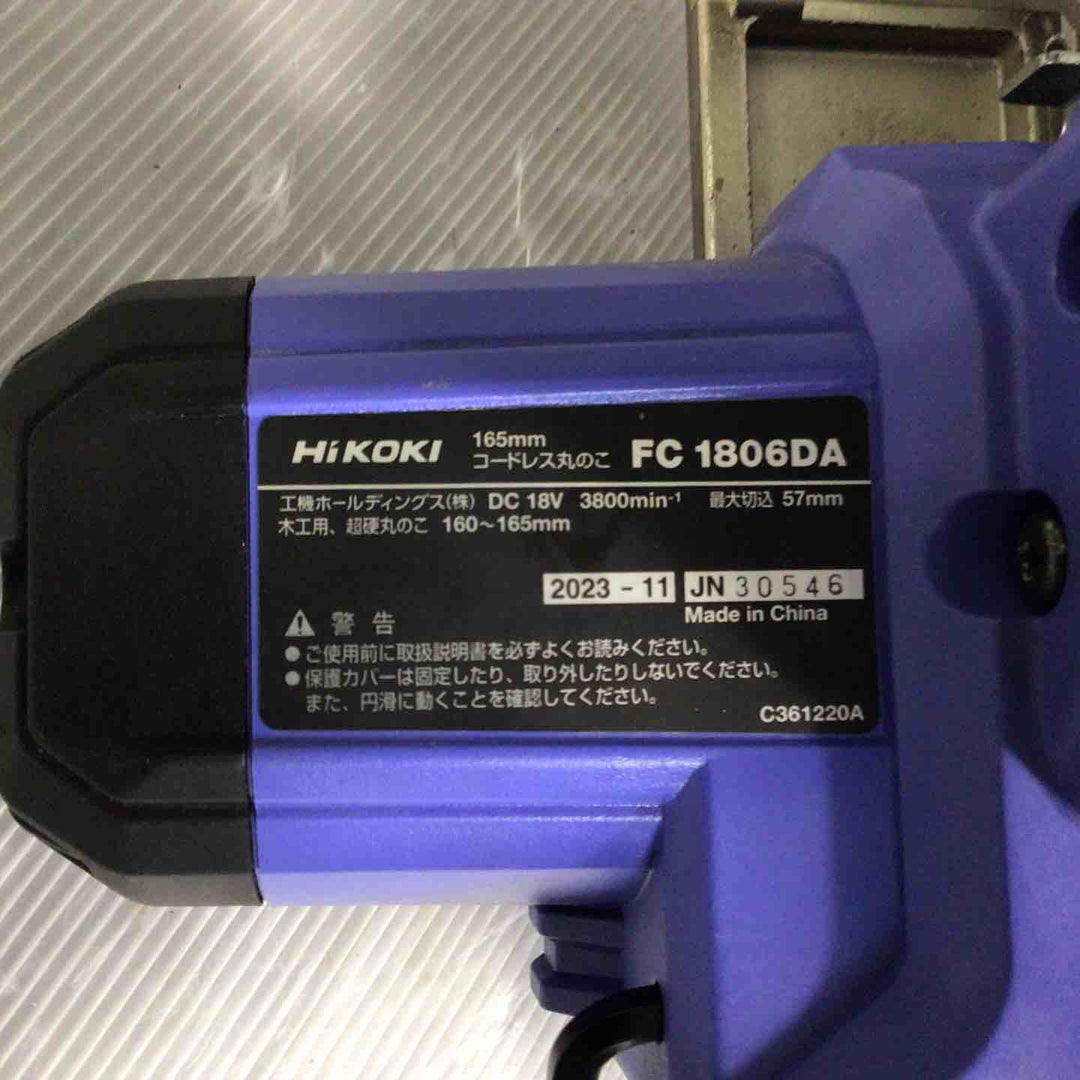 HiKOKI 165mm コードレス丸のこ FC 1806DA
工機ホールディングス(株) DC 18V 3800min⁻¹ 最大切込 57mm
木工用、超硬丸のこ 160～165mm
2023 - 11 JN 30546
Made in China
警告
●ご使用前に取扱説明書を必ずよくお読みください。
●保護カバーは固定したり、取り外したりしないでください。
また、円滑に動くことを確認してください。
C361220A